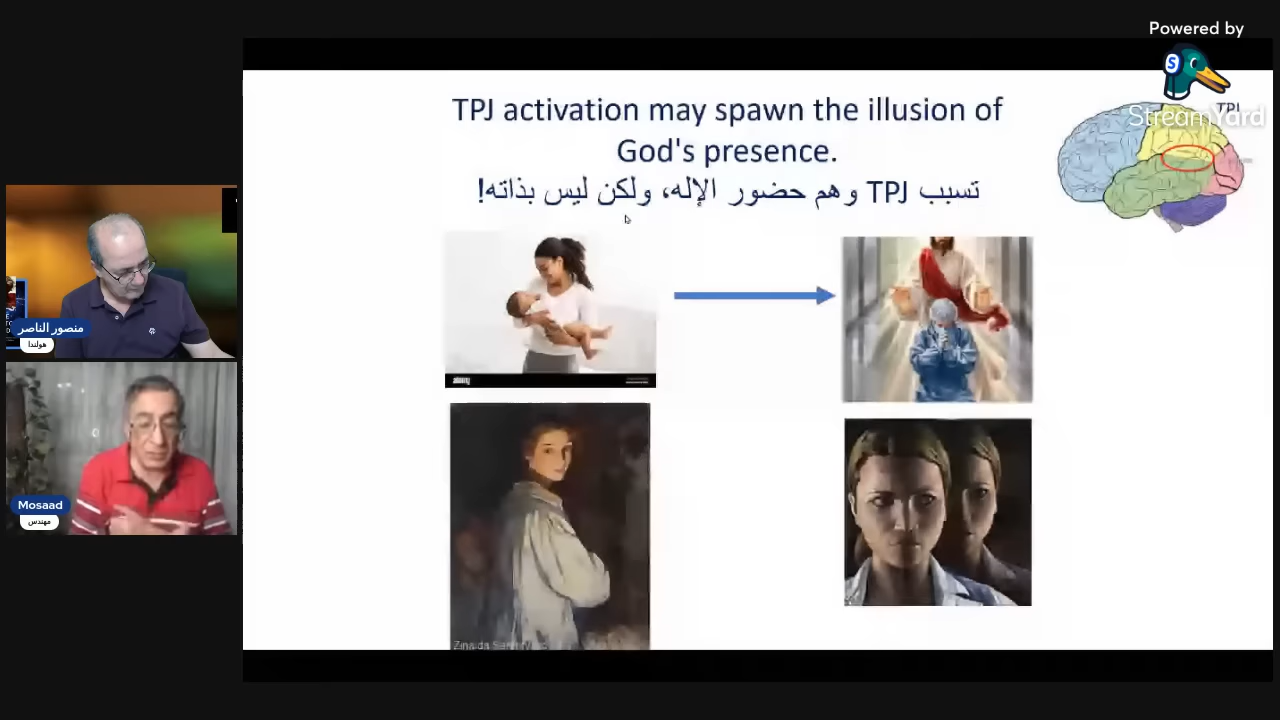 Powered by
StreamYard
TPJ activation may spawn the illusion of
God's presence.
تسبب TPJ وهم حضور الإله، ولكن ليس بذاته!
TPJ
منصور الناصر
هولندا
Mosaad
مهندس
alamy